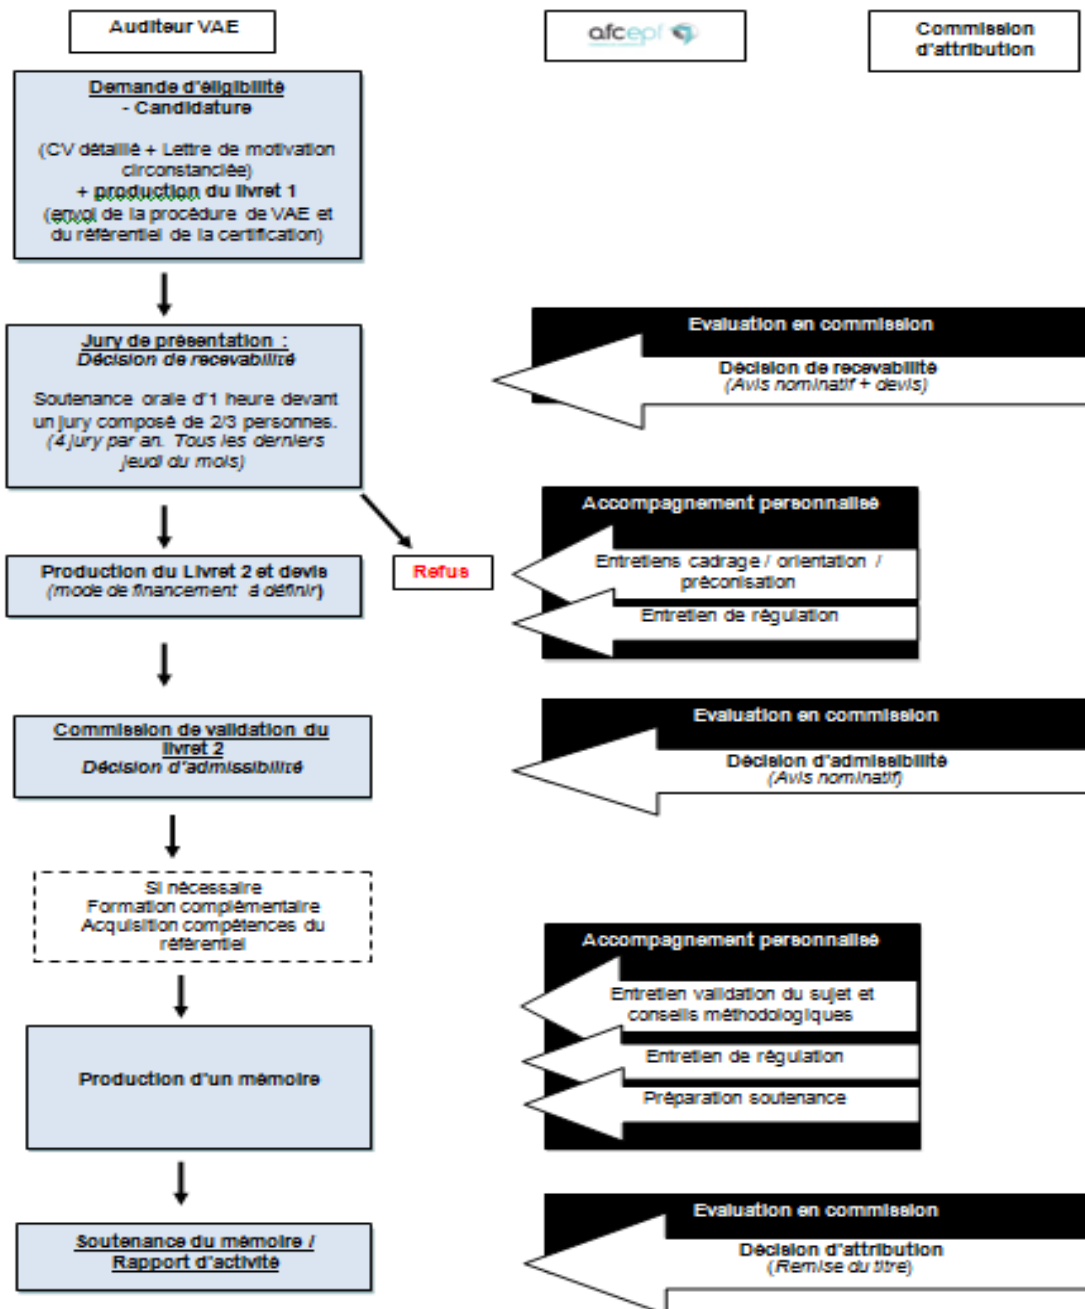 Auditeur VAE
afcepf
Commission
d'attribution
Demande d'éligibilité
- Candidature
(CV détaillé + Lettre de motivation
circonstanciée)
+ production du livret 1
(envoi de la procédure de VAE et
du référentiel de la certification)
Jury de présentation :
Décision de recevabilité
Soutenance orale d'1 heure devant
un jury composé de 2/3 personnes.
(4 jury par an. Tous les derniers
jeudi du mois)
Evaluation en commission
Décision de recevabilité
(Avis nominatif + devis)
Refus
Production du Livret 2 et devis
(mode de financement à définir)
Accompagnement personnalisé
Entretiens cadrage / orientation /
préconisation
Entretien de régulation
Commission de validation du
livret 2
Décision d'admissibilité
Evaluation en commission
Décision d'admissibilité
(Avis nominatif)
Si nécessaire
Formation complémentaire
Acquisition compétences du
référentiel
Production d'un mémoire
Accompagnement personnalisé
Entretien validation du sujet et
conseils méthodologiques
Entretien de régulation
Préparation soutenance
Soutenance du mémoire /
Rapport d'activité
Evaluation en commission
Décision d'attribution
(Remise du titre)